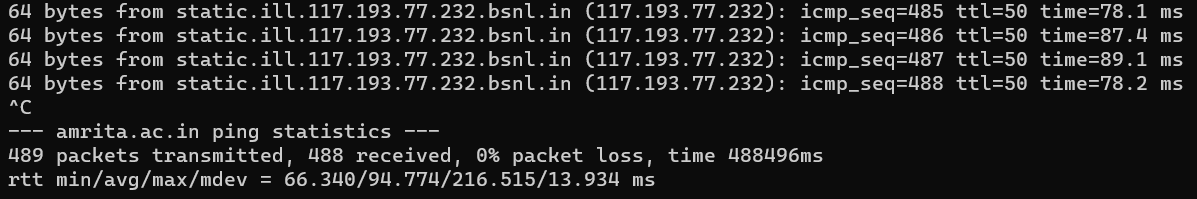 64 bytes from static.ill.117.193.77.232.bsnl.in (117.193.77.232): icmp_seq=485 ttl=50 time=78.1 ms
64 bytes from static.ill.117.193.77.232.bsnl.in (117.193.77.232): icmp_seq=486 ttl=50 time=87.4 ms
64 bytes from static.ill.117.193.77.232.bsnl.in (117.193.77.232): icmp_seq=487 ttl=50 time=89.1 ms
64 bytes from static.ill.117.193.77.232.bsnl.in (117.193.77.232): icmp_seq=488 ttl=50 time=78.2 ms
^C
--- amrita.ac.in ping statistics ---
489 packets transmitted, 488 received, 0% packet loss, time 488496ms
rtt min/avg/max/mdev = 66.340/94.774/216.515/13.934 ms